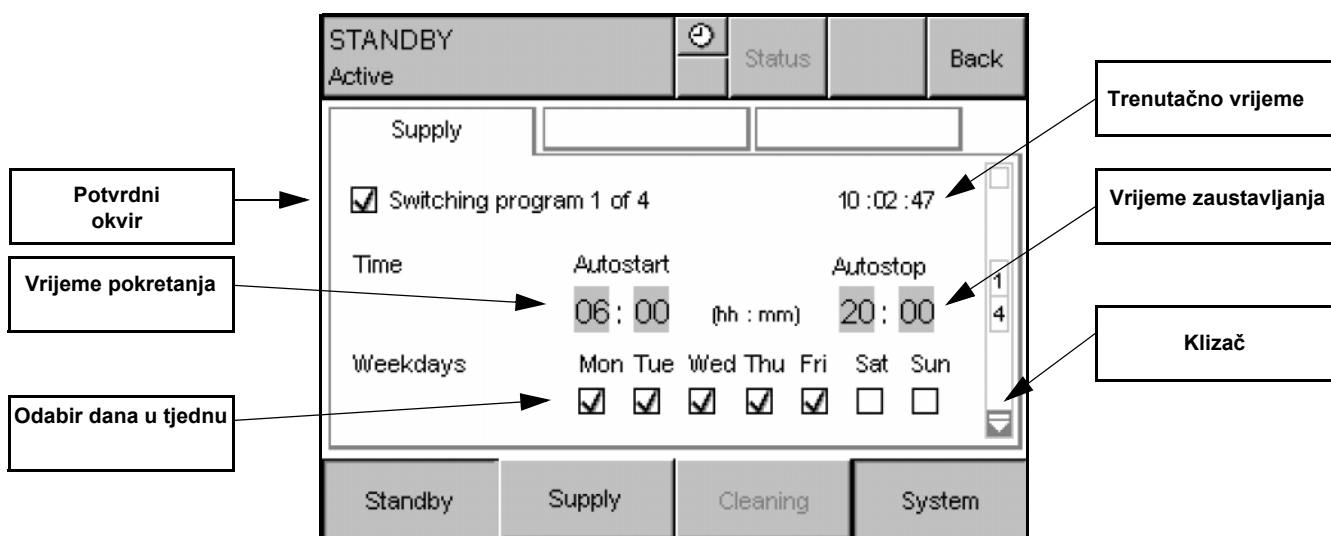 STANDBY
Active
Status
Back
Supply
Trenutačno vrijeme
Potvrdni
okvir
Switching program 1 of 4
10 :02 :47
Vrijeme zaustavljanja
Time
Autostart
Autostop
Vrijeme pokretanja
06 : 00
(hh : mm)
20 : 00
1
4
Klizač
Weekdays
Mon Tue Wed Thu Fri Sat Sun
Odabir dana u tjednu
Standby
Supply
Cleaning
System